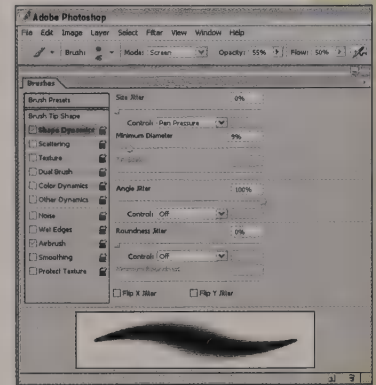 Adobe Photoshop
File Edit Image Layer Select Filter View Window Help
Brush: Mode: Screen Opacity: 55% Flow: 50%
Brushes
Brush Presets
Brush Tip Shape
Shape Dynamics
Scattering
Texture
Dual Brush
Color Dynamics
Other Dynamics
Noise
Wet Edges
Airbrush
Smoothing
Protect Texture
Size Jitter 0%
Control: Pen Pressure
Minimum Diameter 9%
Angle Jitter 100%
Control: Off
Roundness Jitter 0%
Control: Off
Minimum Roundness
Flip X Jitter Flip Y Jitter